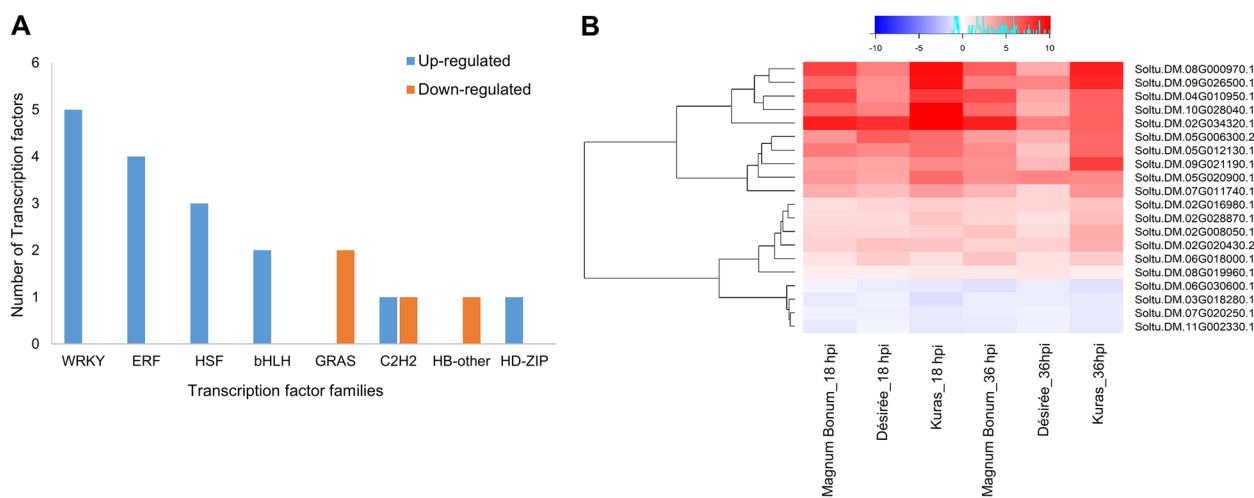 A
Number of Transcription factors
6
5
4
3
2
1
0
Up-regulated
Down-regulated
WRKY
ERF
HSF
bHLH
GRAS
C2H2
HB-other
HD-ZIP
Transcription factor families
B
-10
-5
0
5
10
Soltu.DM.08G000970.1
Soltu.DM.09G026500.1
Soltu.DM.04G010950.1
Soltu.DM.10G028040.1
Soltu.DM.02G034320.1
Soltu.DM.05G006300.2
Soltu.DM.05G012130.1
Soltu.DM.09G021190.1
Soltu.DM.05G020900.1
Soltu.DM.07G011740.1
Soltu.DM.02G016980.1
Soltu.DM.02G028870.1
Soltu.DM.02G008050.1
Soltu.DM.02G020430.2
Soltu.DM.06G018000.1
Soltu.DM.08G019960.1
Soltu.DM.06G030600.1
Soltu.DM.03G018280.1
Soltu.DM.07G020250.1
Soltu.DM.11G002330.1
Magnum Bonum_18 hpi
Désirée_18 hpi
Kuras_18 hpi
Magnum Bonum_36 hpi
Désirée_36hpi
Kuras_36hpi